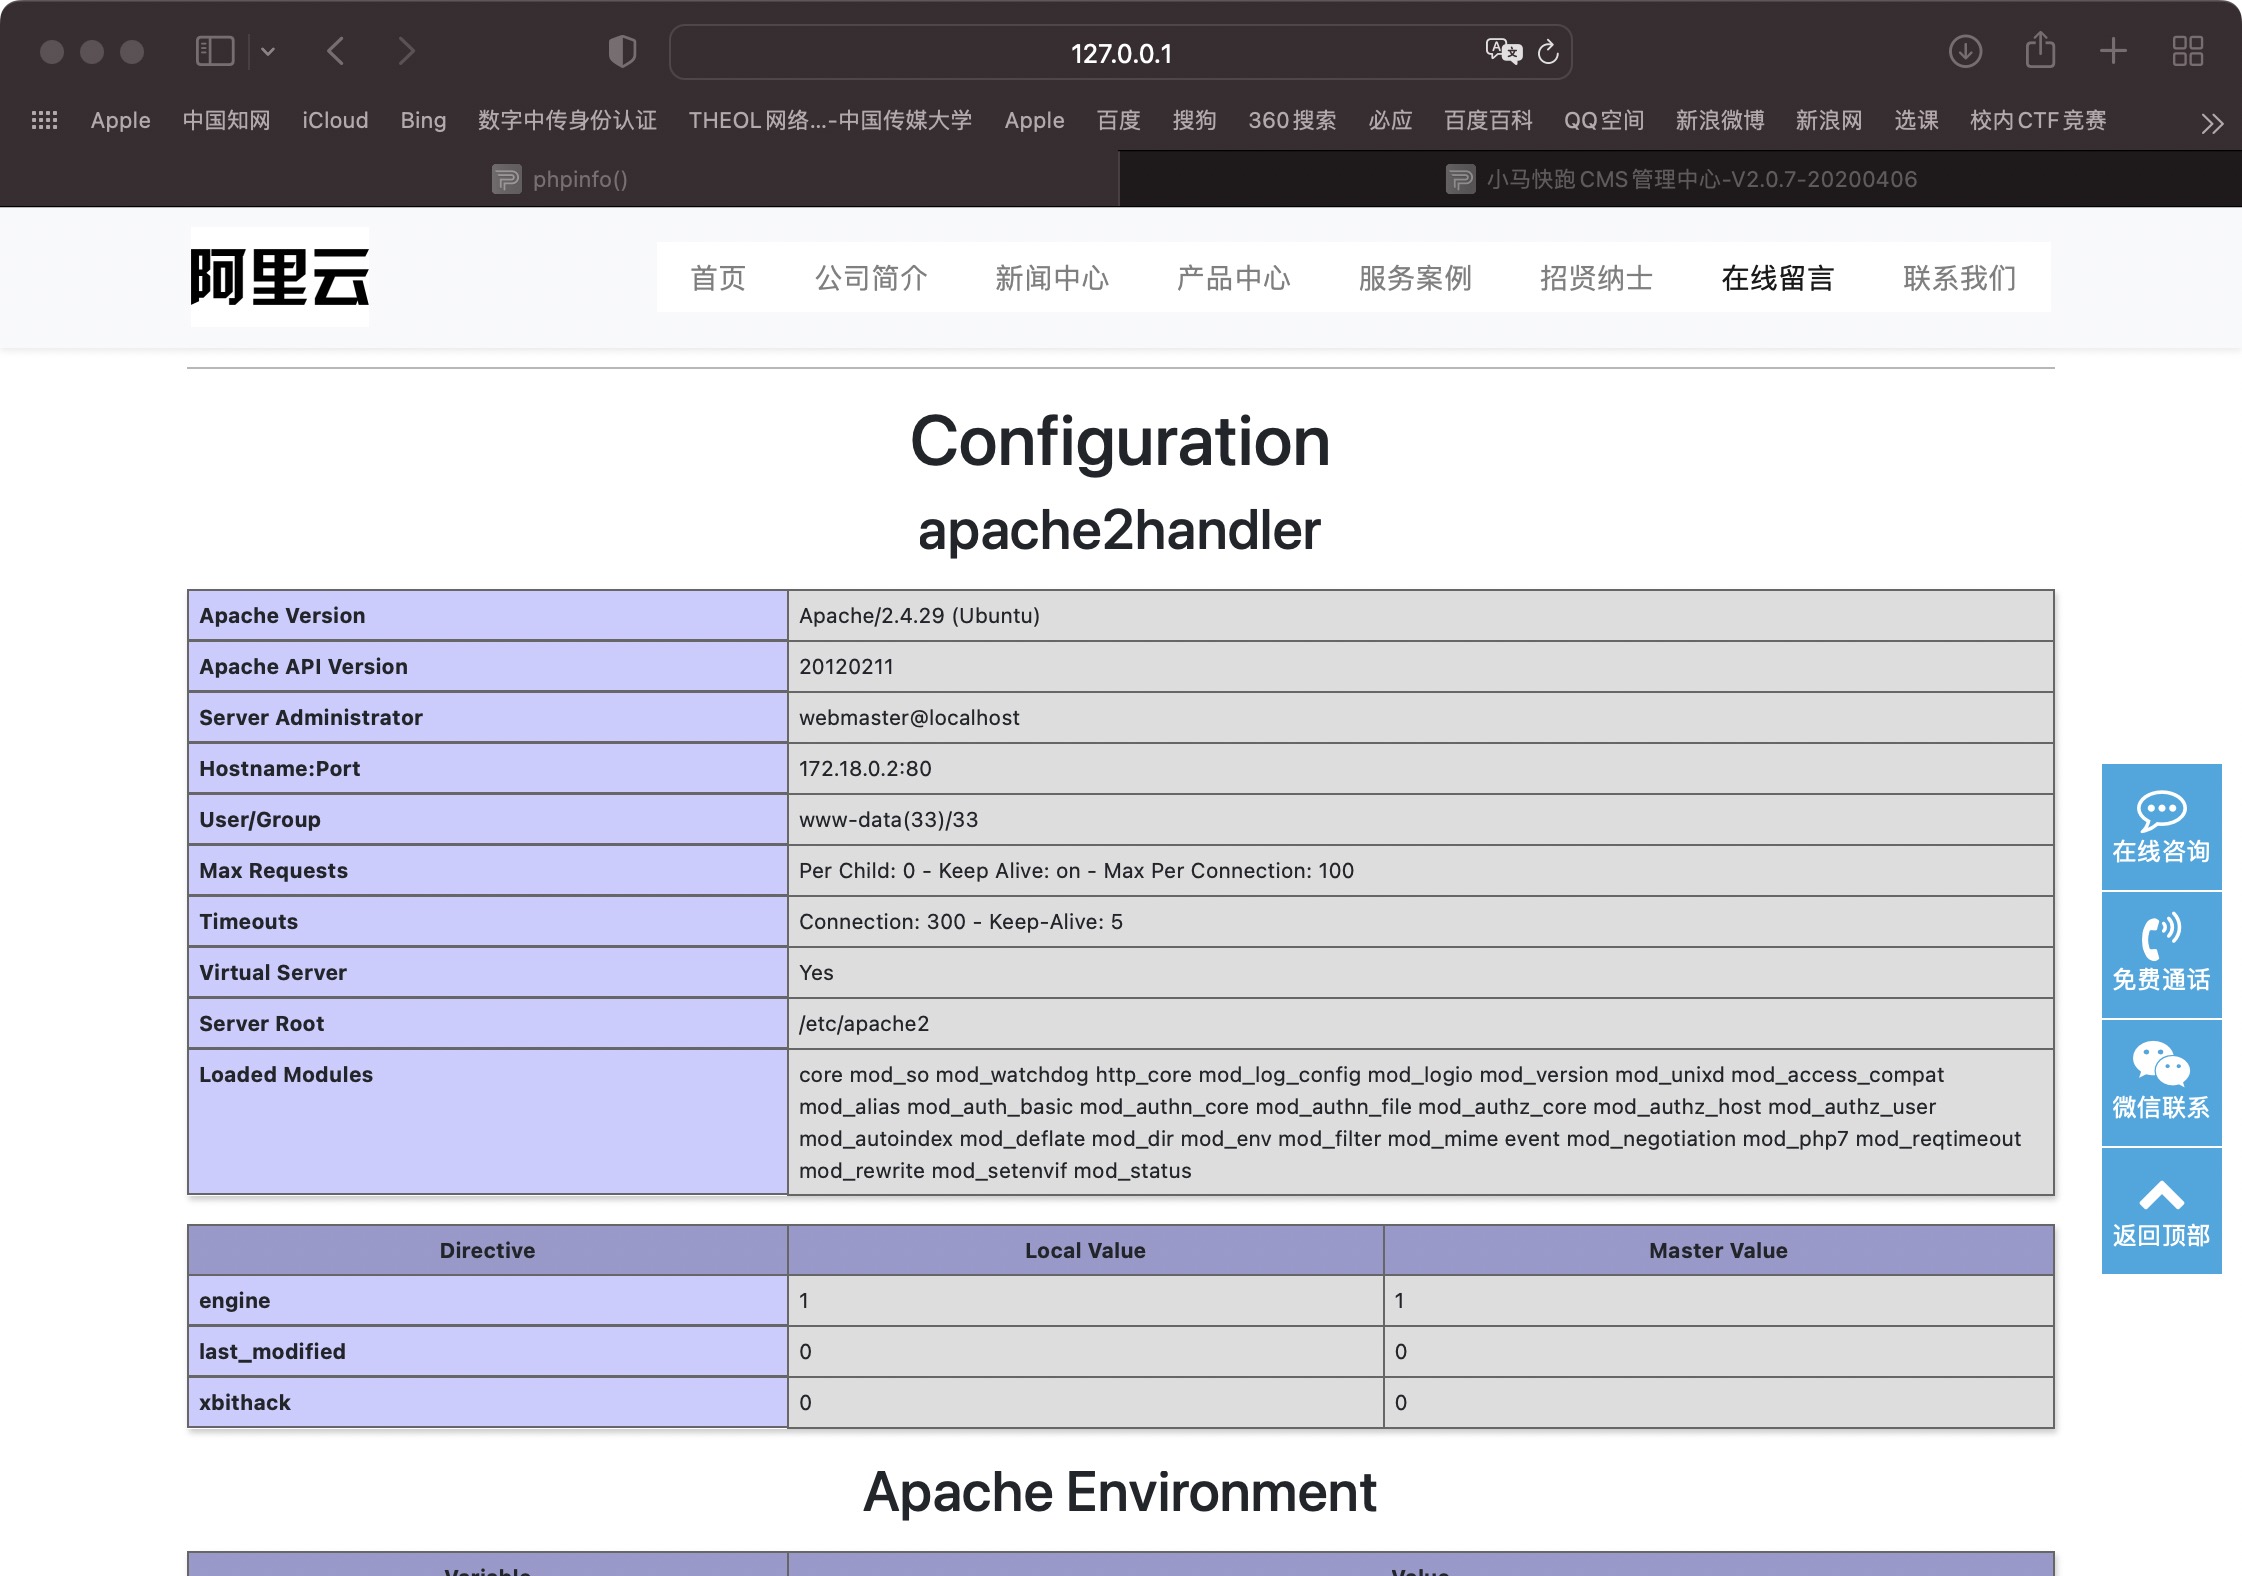 127.0.0.1
Apple 中国知网 iCloud Bing 数字中传身份认证 THEOL网络...-中国传媒大学 Apple 百度 搜狗 360搜索 必应 百度百科 QQ空间 新浪微博 新浪网 选课 校内CTF竞赛
phpinfo() 小马快跑CMS管理中心-V2.0.7-20200406
阿里云 首页 公司简介 新闻中心 产品中心 服务案例 招贤纳士 在线留言 联系我们
Configuration
apache2handler
Apache Version Apache/2.4.29 (Ubuntu)
Apache API Version 20120211
Server Administrator webmaster@localhost
Hostname:Port 172.18.0.2:80
User/Group www-data(33)/33
Max Requests Per Child: 0 - Keep Alive: on - Max Per Connection: 100
Timeouts Connection: 300 - Keep-Alive: 5
Virtual Server Yes
Server Root /etc/apache2
Loaded Modules core mod_so mod_watchdog http_core mod_log_config mod_logio mod_version mod_unixd mod_access_compat
mod_alias mod_auth_basic mod_authn_core mod_authn_file mod_authz_core mod_authz_host mod_authz_user
mod_autoindex mod_deflate mod_dir mod_env mod_filter mod_mime event mod_negotiation mod_php7 mod_reqtimeout
mod_rewrite mod_setenvif mod_status
Directive Local Value Master Value
engine 1 1
last_modified 0 0
xbithack 0 0
Apache Environment
Variable Value
在线咨询
免费通话
微信联系
返回顶部